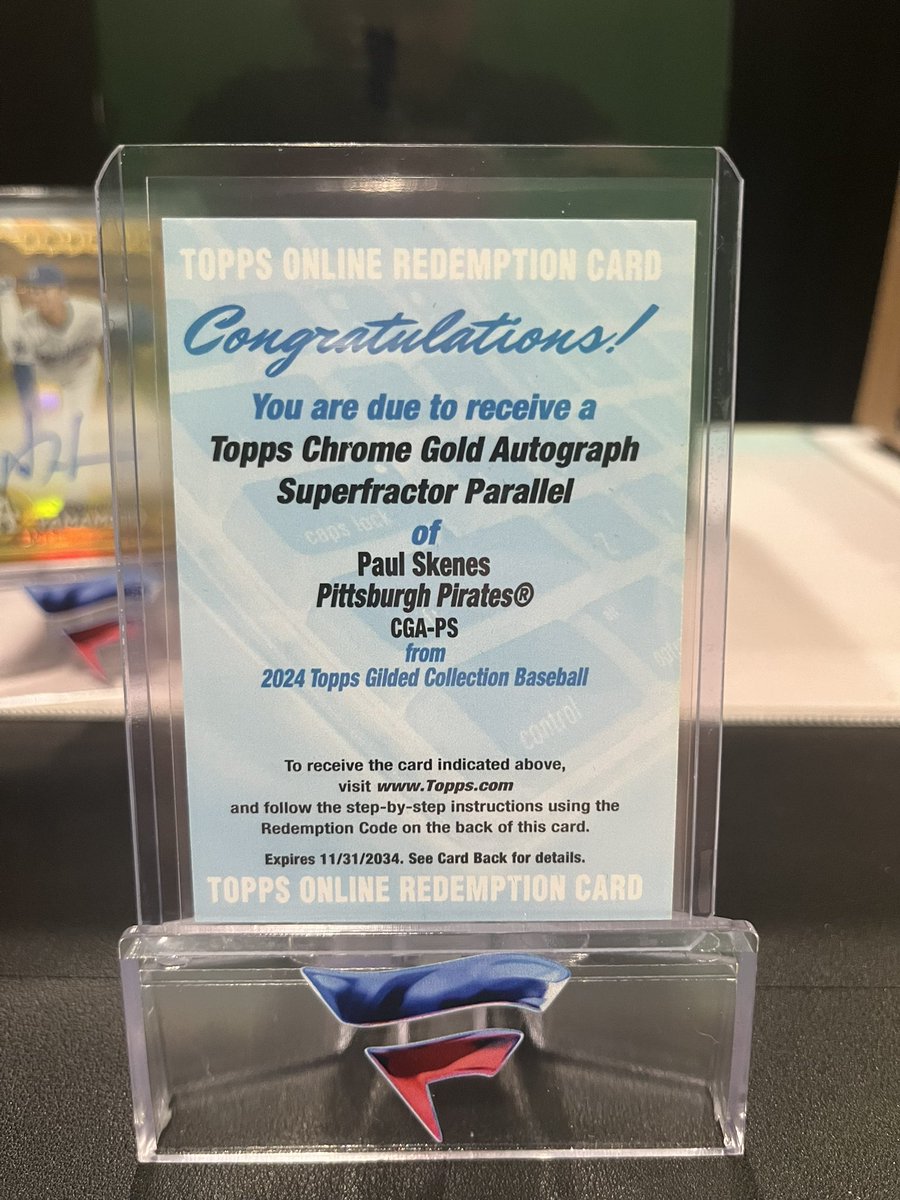 TOPPS ONLINE REDEMPTION CARD
Congratulations!
You are due to receive a
Topps Chrome Gold Autograph
Superfractor Parallel
of
Paul Skenes
Pittsburgh Pirates®
CGA-PS
from
2024 Topps Gilded Collection Baseball
To receive the card indicated above,
visit www.Topps.com
and follow the step-by-step instructions using the
Redemption Code on the back of this card.
Expires 11/31/2034. See Card Back for details.
TOPPS ONLINE REDEMPTION CARD
caps lock
control